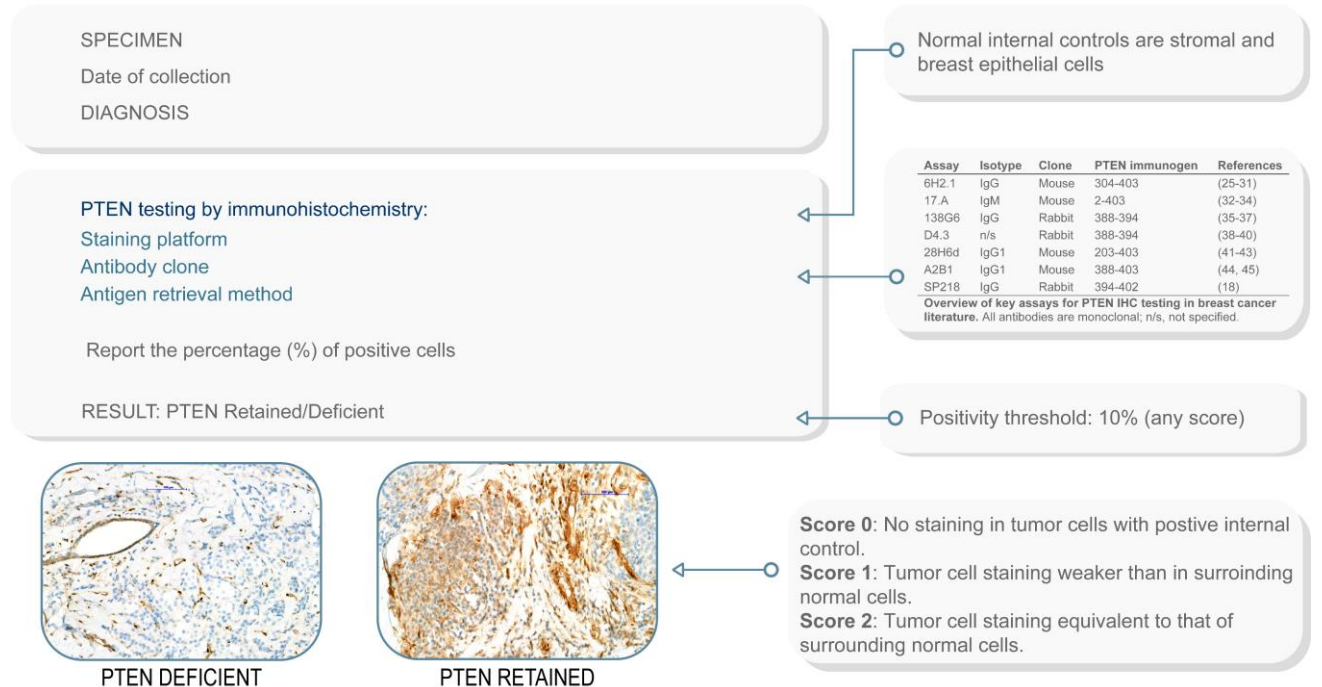 SPECIMEN
Date of collection
DIAGNOSIS
Normal internal controls are stromal and
breast epithelial cells
PTEN testing by immunohistochemistry:
Staining platform
Antibody clone
Antigen retrieval method
Report the percentage (%) of positive cells
RESULT: PTEN Retained/Deficient
Assay Isotype Clone PTEN immunogen References
6H2.1 IgG Mouse 304-403 (25-31)
17.A IgM Mouse 2-403 (32-34)
138G6 IgG Rabbit 388-394 (35-37)
D4.3 n/s Rabbit 388-394 (38-40)
28H6d IgG1 Mouse 203-403 (41-43)
A2B1 IgG1 Mouse 388-403 (44, 45)
SP218 IgG Rabbit 394-402 (18)
Overview of key assays for PTEN IHC testing in breast cancer
literature. All antibodies are monoclonal; n/s, not specified.
Positivity threshold: 10% (any score)
PTEN DEFICIENT
PTEN RETAINED
Score 0: No staining in tumor cells with postive internal
control.
Score 1: Tumor cell staining weaker than in surroinding
normal cells.
Score 2: Tumor cell staining equivalent to that of
surrounding normal cells.